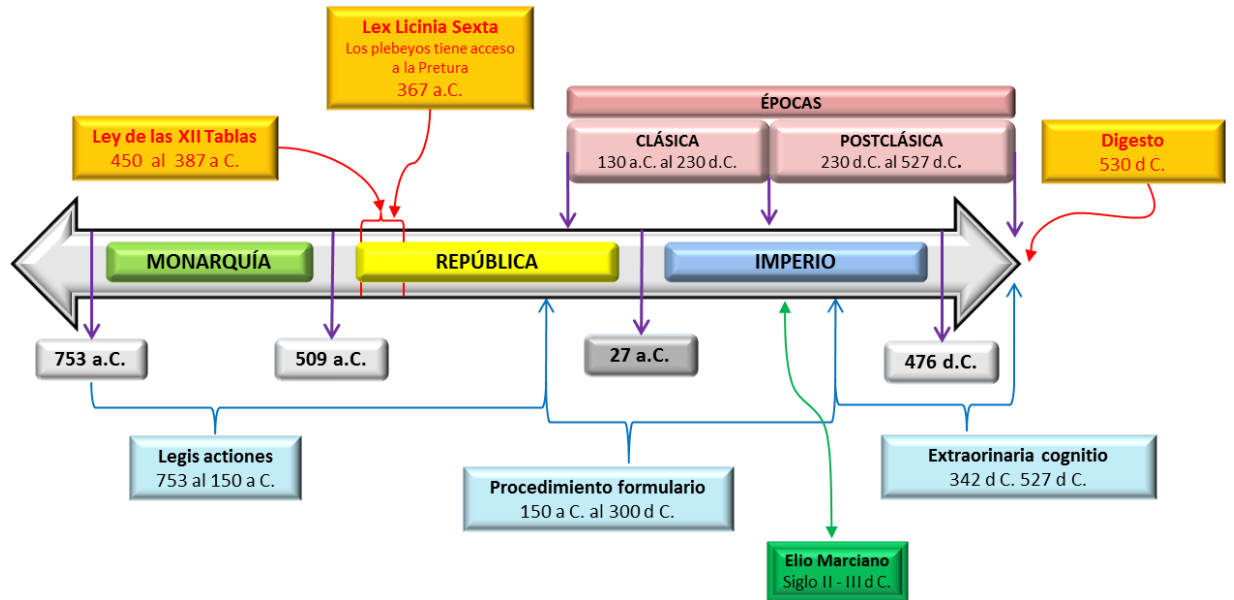 Lex Licinia Sexta
Los plebeyos tiene acceso
a la Pretura
367 a.C.
ÉPOCAS
Ley de las XII Tablas
450 al 387 a C.
CLÁSICA
130 a.C. al 230 d.C.
POSTCLÁSICA
230 d.C. al 527 d.C.
Digesto
530 d C.
MONARQUÍA
REPÚBLICA
IMPERIO
753 a.C.
509 a.C.
27 a.C.
476 d.C.
Legis actiones
753 al 150 a C.
Procedimiento formulario
150 a C. al 300 d C.
Extraorinaria cognitio
342 d C. 527 d C.
Elio Marciano
Siglo II - III d C.